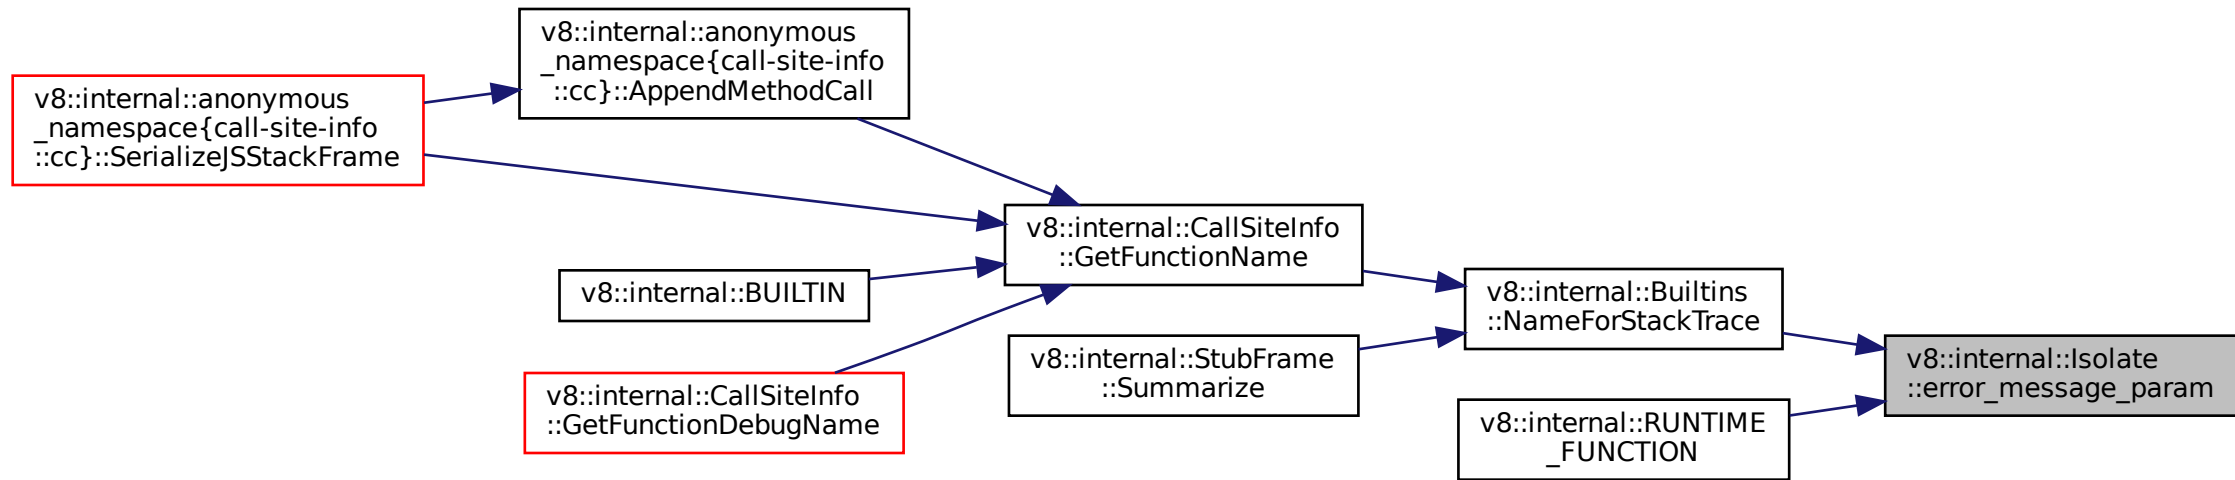 v8::internal::anonymous
_namespace{call-site-info
::cc}::SerializeJSStackFrame
v8::internal::anonymous
_namespace{call-site-info
::cc}::AppendMethodCall
v8::internal::BUILTIN
v8::internal::CallSiteInfo
::GetFunctionDebugName
v8::internal::CallSiteInfo
::GetFunctionName
v8::internal::StubFrame
::Summarize
v8::internal::Builtins
::NameForStackTrace
v8::internal::RUNTIME
_FUNCTION
v8::internal::Isolate
::error_message_param